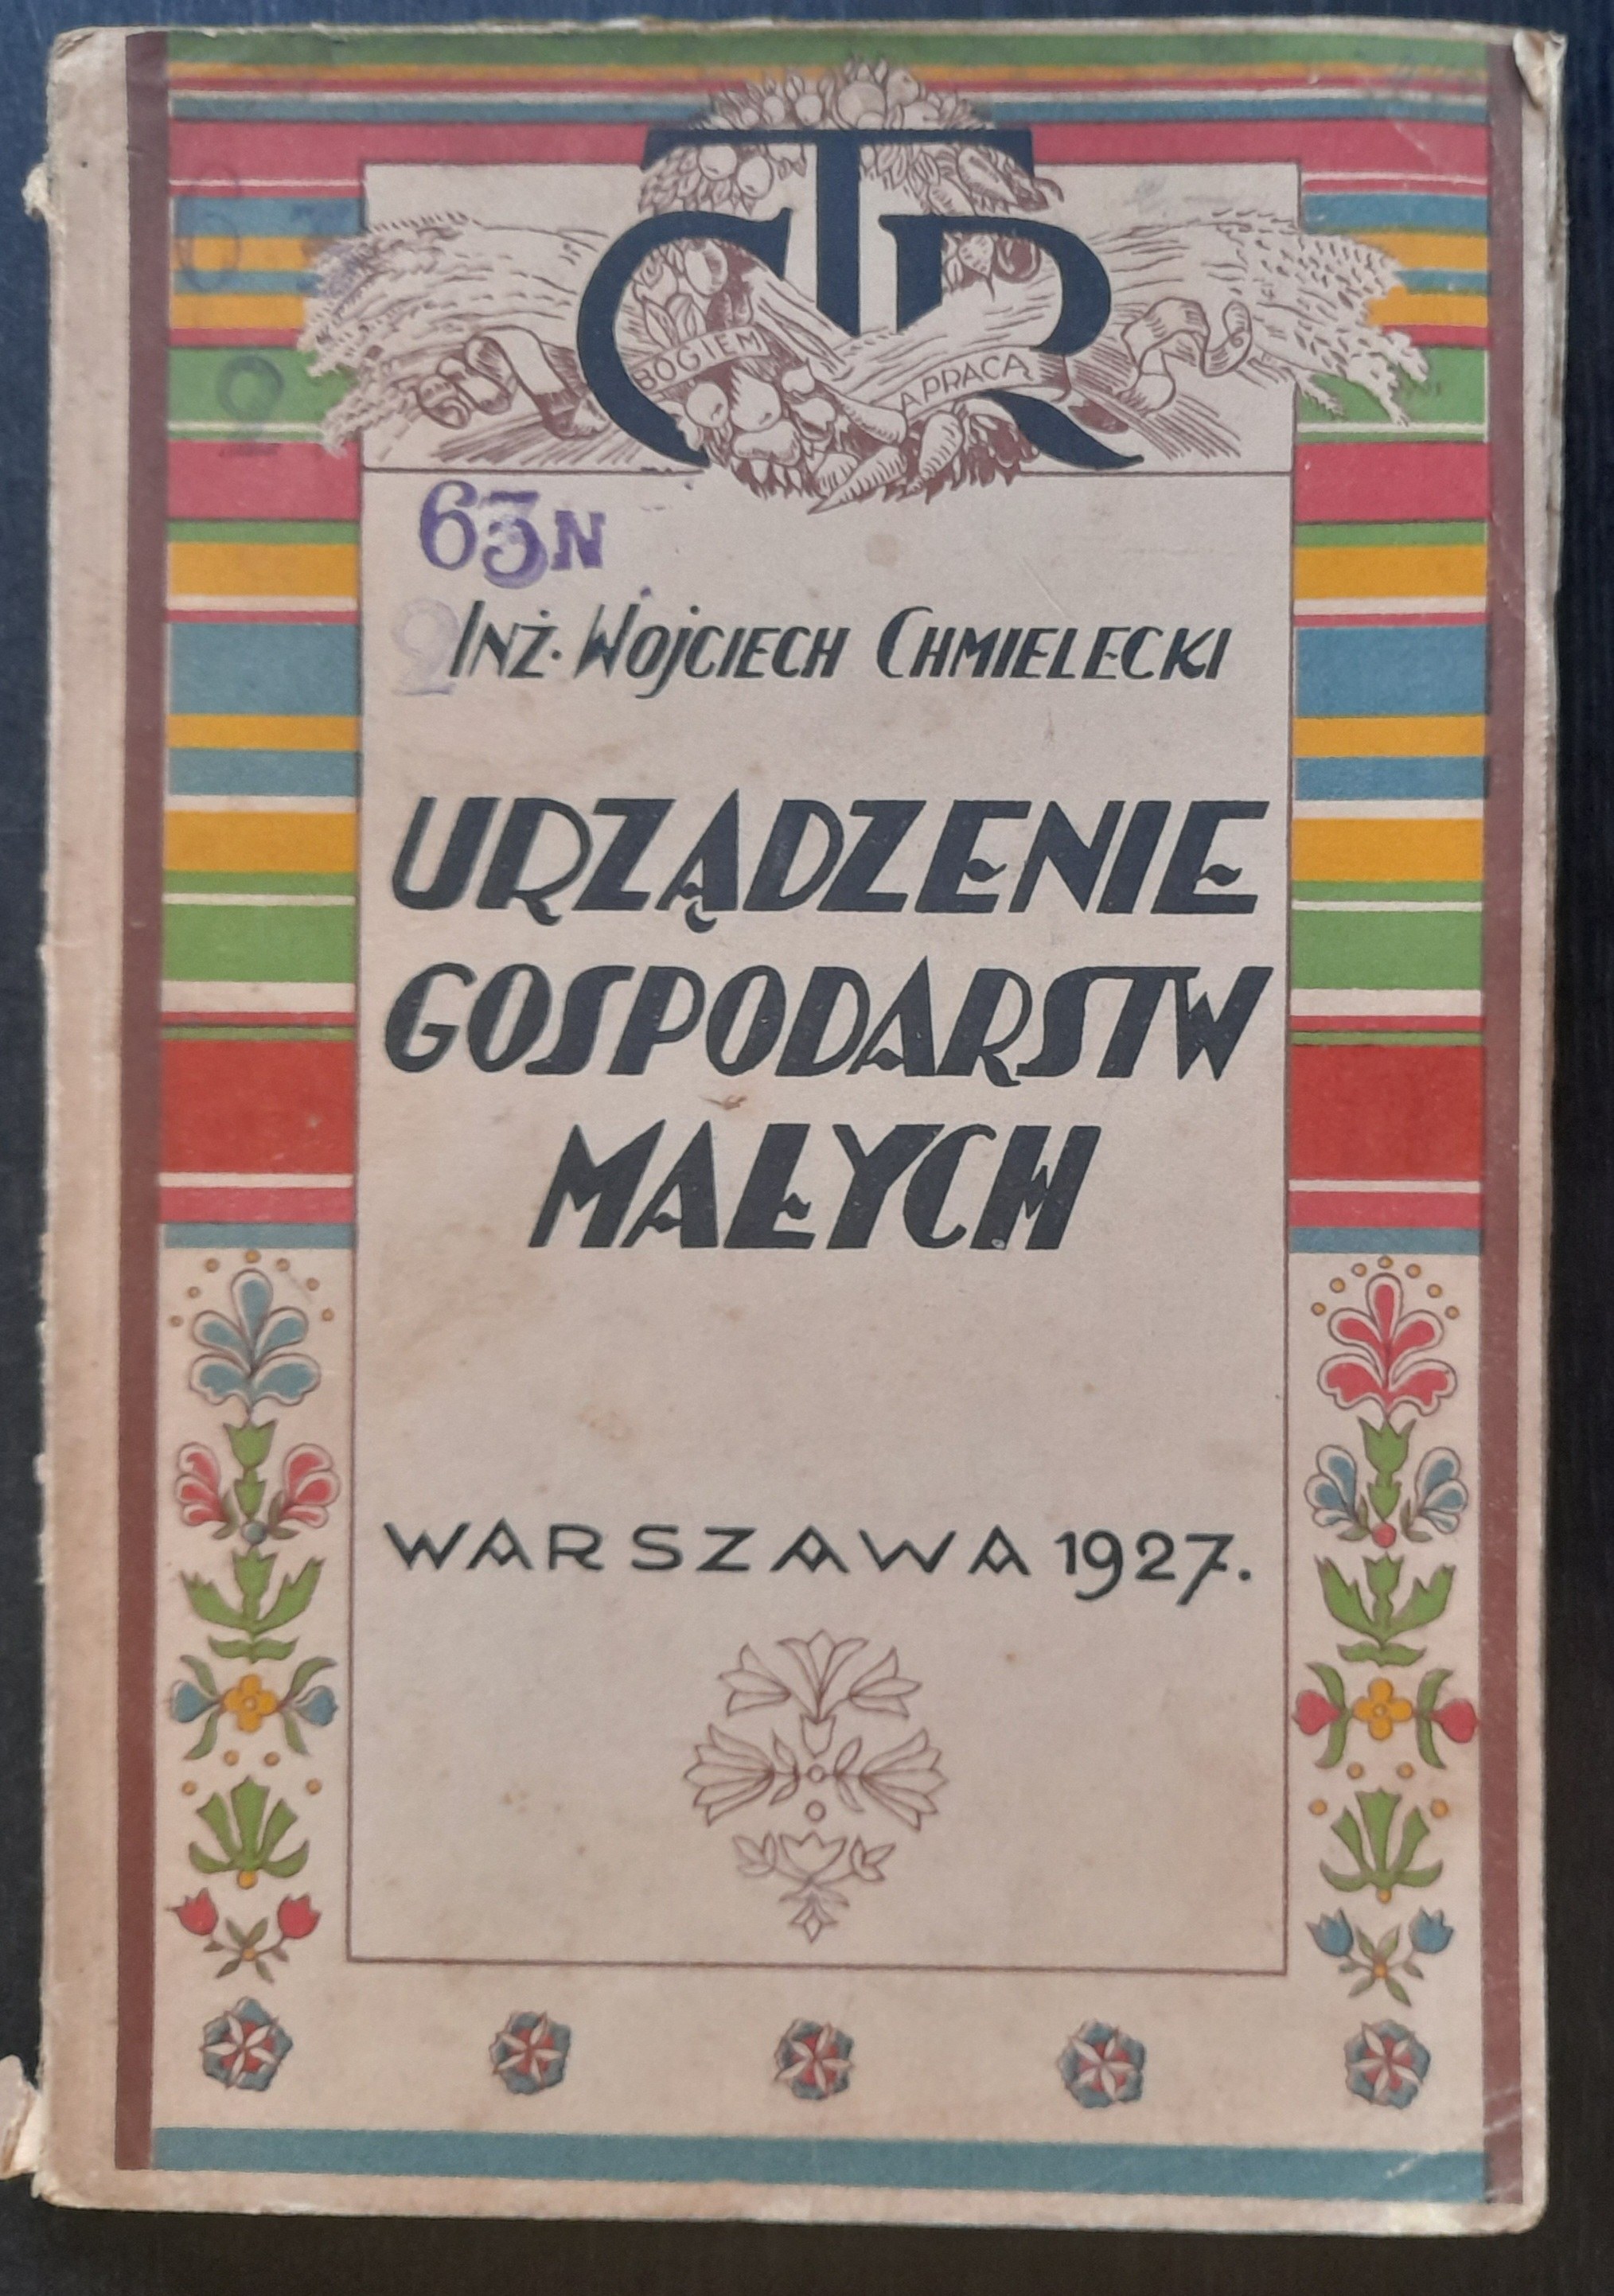 CTR
BOGIEM
A PRACĄ
63N
INŻ. WOJCIECH CHMIELECKI
URZĄDZENIE
GOSPODARSTW
MAŁYCH
WARSZAWA 1927.